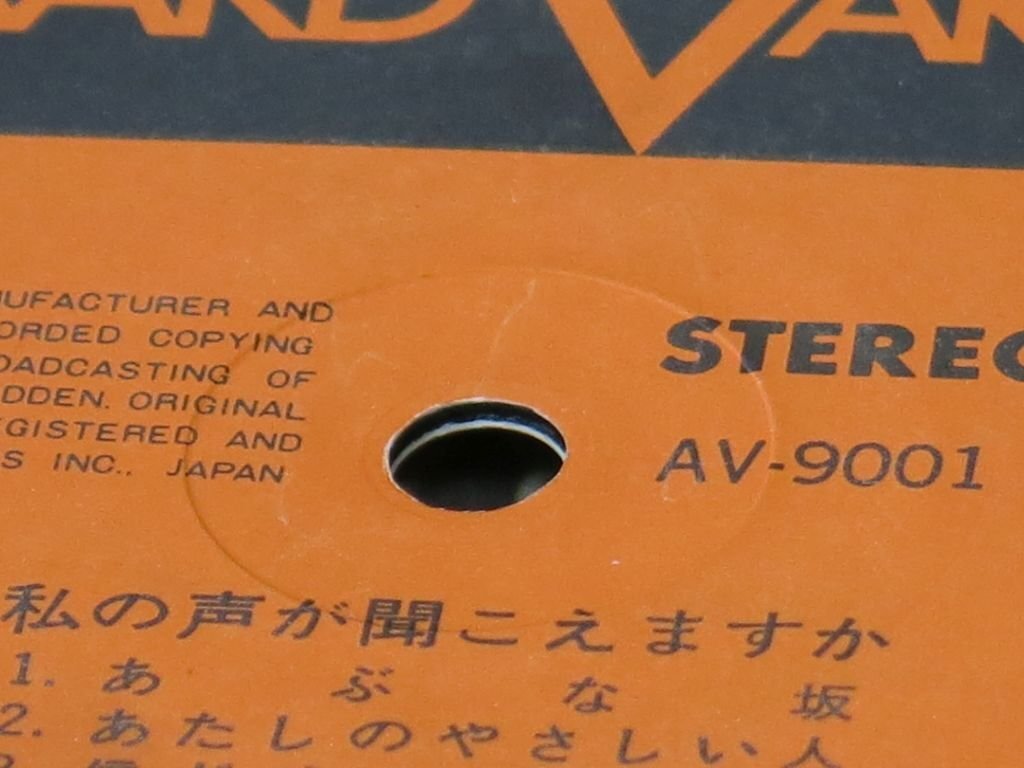 UFACTURER AND
ORDED COPYING
OADCASTING OF
DDEN. ORIGINAL
EGISTERED AND
S INC., JAPAN
STEREO
AV-9001
私の声が聞こえますか
1. あぶな坂
2. あたしのやさしい人